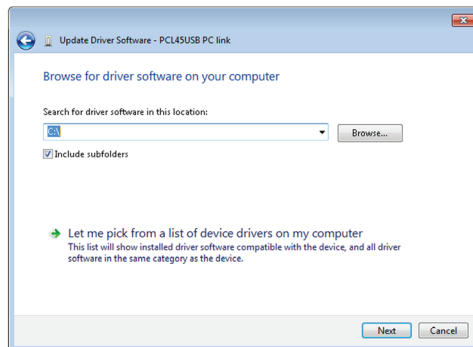 Update Driver Software - PCL45USB PC link
Browse for driver software on your computer
Search for driver software in this location:
C:\
Browse...
Include subfolders
Let me pick from a list of device drivers on my computer
This list will show installed driver software compatible with the device, and all driver
software in the same category as the device.
Next
Cancel